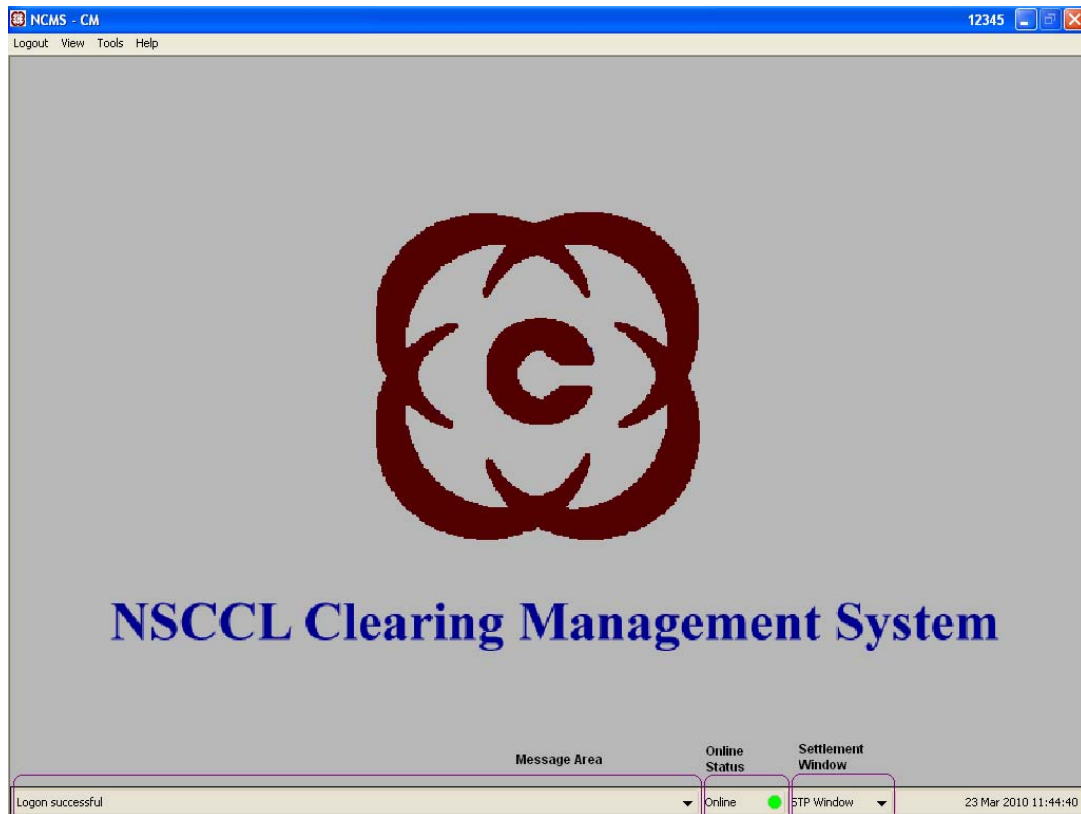 NCMS - CM 12345
Logout View Tools Help
C
NSCCL Clearing Management System
Message Area
Online
Status
Settlement
Window
Logon successful
Online
STP Window
23 Mar 2010 11:44:40